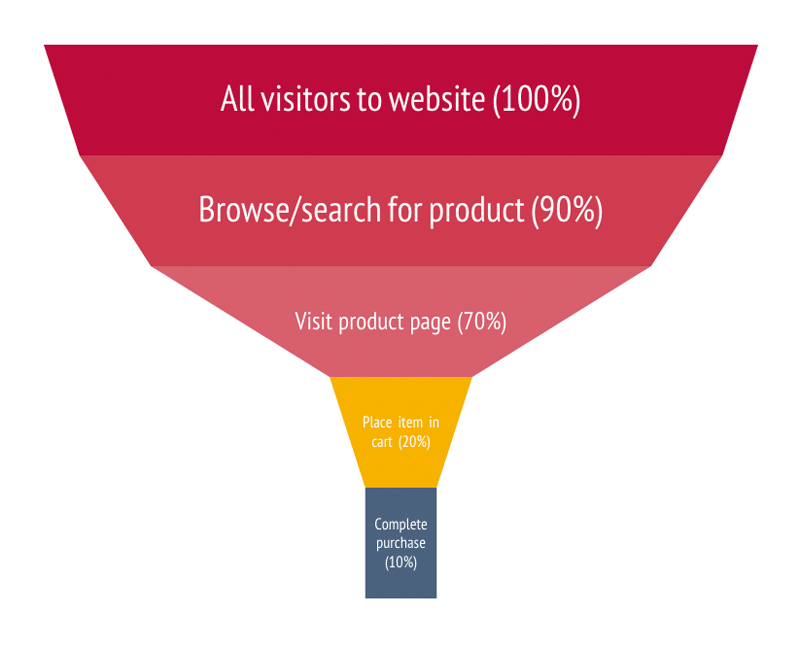 All visitors to website (100%)
Browse/search for product (90%)
Visit product page (70%)
Place item in
cart (20%)
Complete
purchase
(10%)